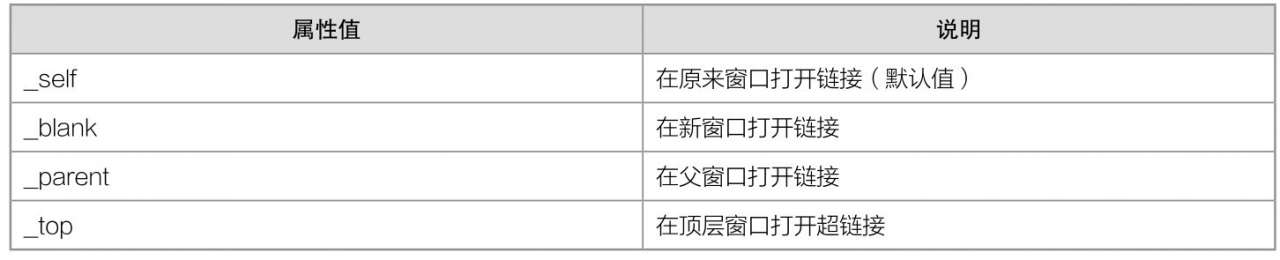 属性值 说明
_self 在原来窗口打开链接（默认值）
_blank 在新窗口打开链接
_parent 在父窗口打开链接
_top 在顶层窗口打开超链接